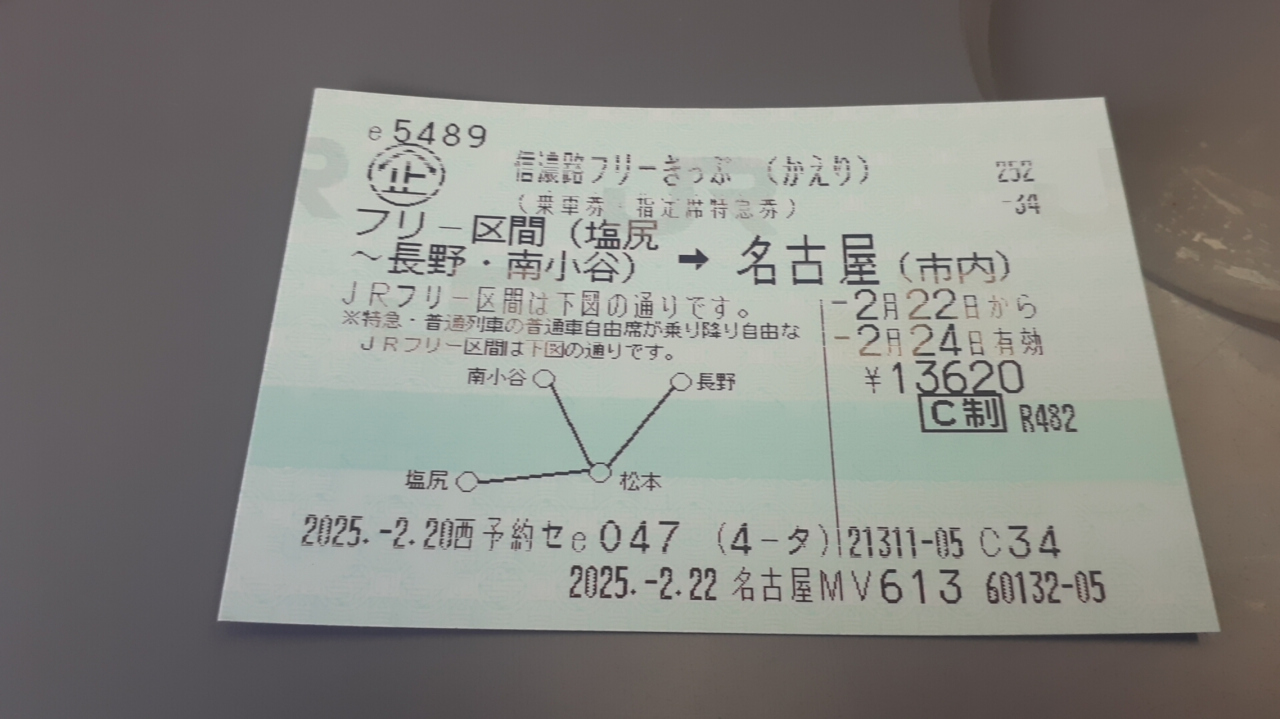 e5489
企 信濃路フリーきっぷ (かえり) 252
(乗車券・指定席特急券) -34
フリー区間(塩尻
~長野・南小谷) ➡ 名古屋(市内)
JRフリー区間は下図の通りです。
※特急・普通列車の普通車自由席が乗り降り自由な
JRフリー区間は下図の通りです。
-2月22日から
-2月24日有効
¥13620
C制 R482
南小谷 長野
塩尻 松本
2025.-2.20西予約セe047 (4-タ) 21311-05 C34
2025.-2.22 名古屋MV613 60132-05